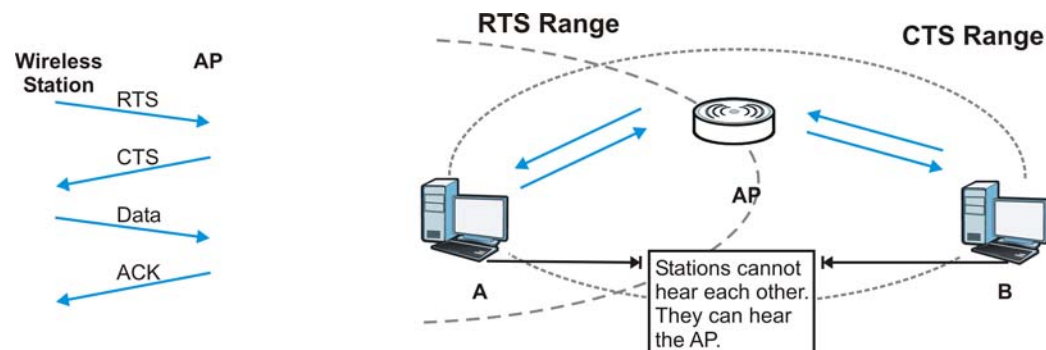 Wireless
Station
AP
RTS
CTS
Data
ACK
RTS Range
CTS Range
AP
A
B
Stations cannot
hear each other.
They can hear
the AP.